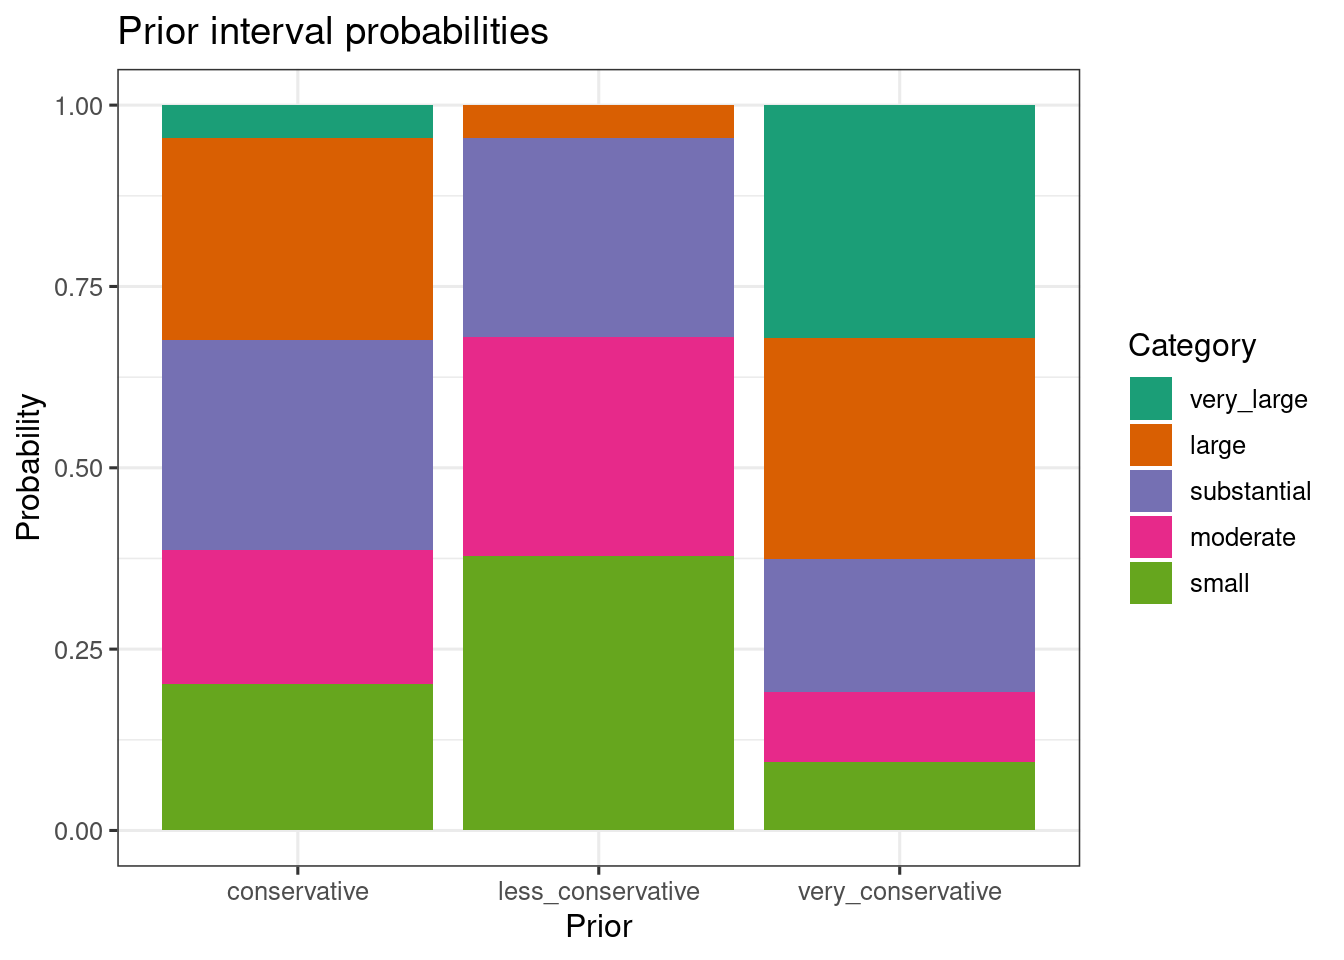 Prior interval probabilities
1.00
0.75
0.50
0.25
0.00
Probability
conservative
less_conservative
very_conservative
Prior
Category
very_large
large
substantial
moderate
small